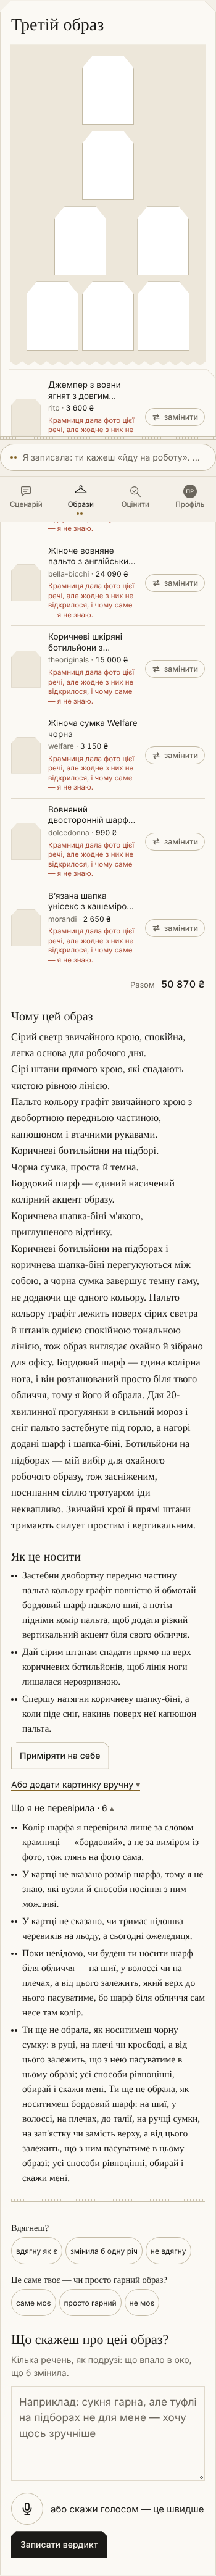 Третій образ
Джемпер з вовни
ягнят з довгим…
rito · 3 600 ₴
Крамниця дала фото цієї
речі, але жодне з них не
замінити
Я записала: ти кажеш «йду на роботу». …
Сценарій
Образи
Оцінити
ПР
Профіль
— я не знаю.
Жіноче вовняне
пальто з англійськи…
bella-bicchi · 24 090 ₴
Крамниця дала фото цієї
речі, але жодне з них не
відкрилося, і чому саме
— я не знаю.
замінити
Коричневі шкіряні
ботильйони з…
theoriginals · 15 000 ₴
Крамниця дала фото цієї
речі, але жодне з них не
відкрилося, і чому саме
— я не знаю.
замінити
Жіноча сумка Welfare
чорна
welfare · 3 150 ₴
Крамниця дала фото цієї
речі, але жодне з них не
відкрилося, і чому саме
— я не знаю.
замінити
Вовняний
двосторонній шарф…
dolcedonna · 990 ₴
Крамниця дала фото цієї
речі, але жодне з них не
відкрилося, і чому саме
— я не знаю.
замінити
В'язана шапка
унісекс з кашеміро…
morandi · 2 650 ₴
Крамниця дала фото цієї
речі, але жодне з них не
відкрилося, і чому саме
— я не знаю.
замінити
Разом 50 870 ₴
Чому цей образ
Сірий светр звичайного крою, спокійна,
легка основа для робочого дня.
Сірі штани прямого крою, які спадають
чистою рівною лінією.
Пальто кольору графіт звичайного крою з
двобортною передньою частиною,
капюшоном і втачними рукавами.
Коричневі ботильйони на підборі.
Чорна сумка, проста й темна.
Бордовий шарф — єдиний насичений
колірний акцент образу.
Коричнева шапка-біні м'якого,
приглушеного відтінку.
Коричневі ботильйони на підборах і
коричнева шапка-біні перегукуються між
собою, а чорна сумка завершує темну гаму,
не додаючи ще одного кольору. Пальто
кольору графіт лежить поверх сірих светра
й штанів однією спокійною тональною
лінією, тож образ виглядає охайно й зібрано
для офісу. Бордовий шарф — єдина колірна
нота, і він розташований просто біля твого
обличчя, тому я його й обрала. Для 20-
хвилинної прогулянки в сильний мороз і
сніг пальто застебнуте під горло, а нагорі
додані шарф і шапка-біні. Ботильйони на
підборах — мій вибір для охайного
робочого образу, тож засніженим,
посипаним сіллю тротуаром іди
неквапливо. Звичайні крої й прямі штани
тримають силует простим і вертикальним.
Як це носити
•• Застебни двобортну передню частину
пальта кольору графіт повністю й обмотай
бордовий шарф навколо шиї, а потім
підніми комір пальта, щоб додати різкий
вертикальний акцент біля свого обличчя.
•• Дай сірим штанам спадати прямо на верх
коричневих ботильйонів, щоб лінія ноги
лишалася нерозривною.
•• Спершу натягни коричневу шапку-біні, а
коли піде сніг, накинь поверх неї капюшон
пальта.
Приміряти на себе
Або додати картинку вручну ▾
Що я не перевірила · 6 ▴
•• Колір шарфа я перевірила лише за словом
крамниці — «бордовий», а не за виміром із
фото, тож глянь на фото сама.
•• У картці не вказано розмір шарфа, тому я не
знаю, які вузли й способи носіння з ним
можливі.
•• У картці не сказано, чи тримає підошва
черевиків на льоду, а сьогодні ожеледиця.
•• Поки невідомо, чи будеш ти носити шарф
біля обличчя — на шиї, у волоссі чи на
плечах, а від цього залежить, який верх до
нього пасуватиме, бо шарф біля обличчя сам
несе там колір.
•• Ти ще не обрала, як носитимеш чорну
сумку: в руці, на плечі чи кросбоді, а від
цього залежить, що з нею пасуватиме в
цьому образі; усі способи рівноцінні,
обирай і скажи мені. Ти ще не обрала, як
носитимеш бордовий шарф: на шиї, у
волоссі, на плечах, до талії, на ручці сумки,
на зап'ястку чи замість верху, а від цього
залежить, що з ним пасуватиме в цьому
образі; усі способи рівноцінні, обирай і
скажи мені.
Вдягнеш?
вдягну як є
змінила б одну річ
не вдягну
Це саме твоє — чи просто гарний образ?
саме моє
просто гарний
не моє
Що скажеш про цей образ?
Кілька речень, як подрузі: що впало в око,
що б змінила.
Наприклад: сукня гарна, але туфлі
на підборах не для мене — хочу
щось зручніше
або скажи голосом — це швидше
Записати вердикт